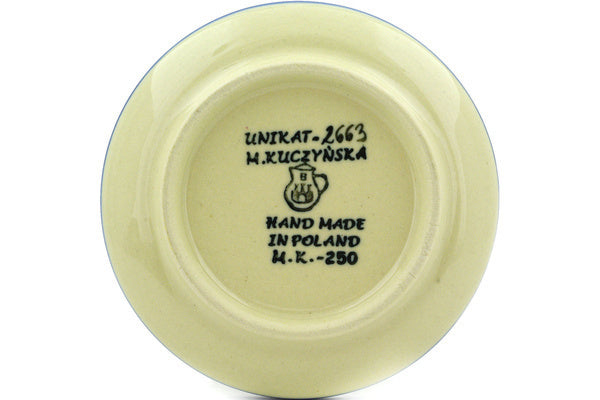 UNIKAT-2663
M.KUCZYŃSKA
B
HAND MADE
IN POLAND
M.K.-250